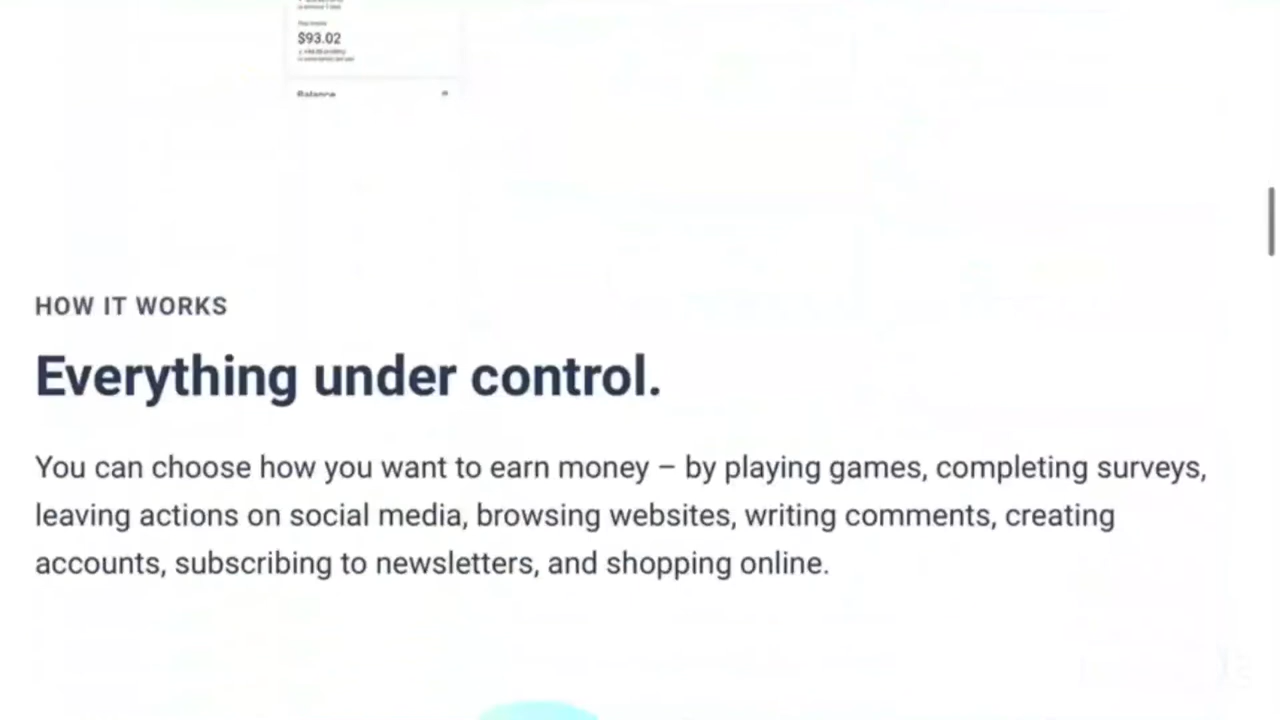 $93.02
Balance
HOW IT WORKS
Everything under control.
You can choose how you want to earn money – by playing games, completing surveys,
leaving actions on social media, browsing websites, writing comments, creating
accounts, subscribing to newsletters, and shopping online.